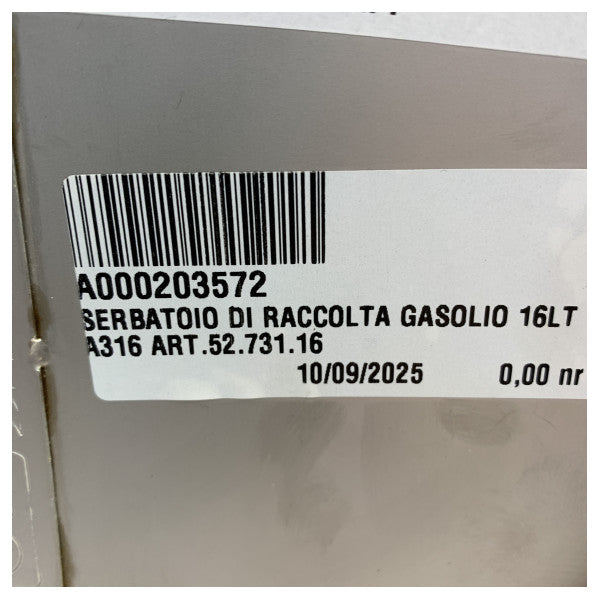 A000203572
SERBATOIO DI RACCOLTA GASOLIO 16LT
A316 ART.52.731.16
10/09/2025 0,00 nr